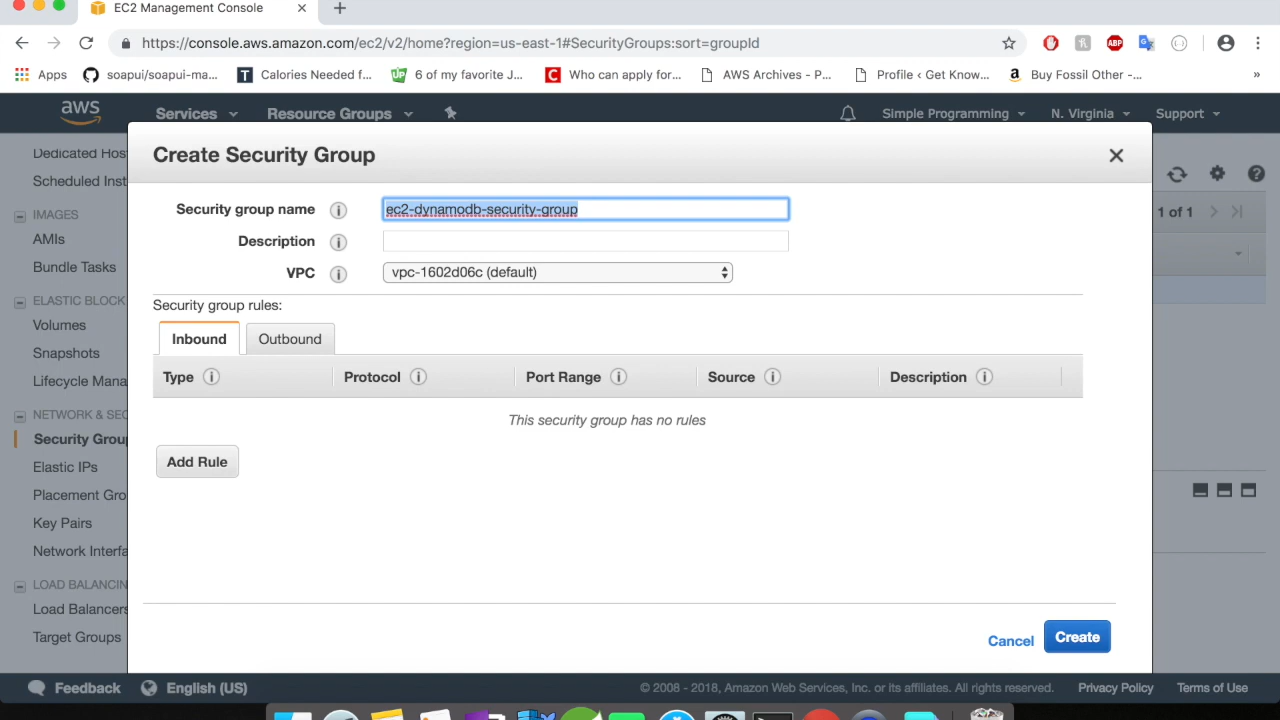 EC2 Management Console
https://console.aws.amazon.com/ec2/v2/home?region=us-east-1#SecurityGroups:sort=groupId
ABP
Apps soapui/soapui-ma... T Calories Needed f... UP 6 of my favorite J... C Who can apply for... AWS Archives - P... Profile ‹ Get Know... a Buy Fossil Other -... »
aws Services Resource Groups Simple Programming N. Virginia Support
Dedicated Hos
Scheduled Inst
IMAGES
AMIs
Bundle Tasks
ELASTIC BLOCK
Volumes
Snapshots
Lifecycle Mana
NETWORK & SEC
Security Group
Elastic IPs
Placement Gro
Key Pairs
Network Interfa
LOAD BALANCIN
Load Balancers
Target Groups
Create Security Group
Security group name ec2-dynamodb-security-group
Description
VPC vpc-1602d06c (default)
Security group rules:
Inbound Outbound
Type Protocol Port Range Source Description
This security group has no rules
Add Rule
Cancel Create
1 of 1
Feedback English (US) © 2008 - 2018, Amazon Web Services, Inc. or its affiliates. All rights reserved. Privacy Policy Terms of Use